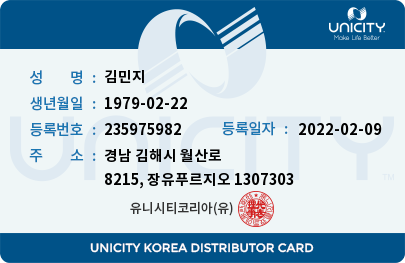 UNICITY
Make Life Better
성 명 : 김민지
생년월일 : 1979-02-22
등록번호 : 235975982 등록일자 : 2022-02-09
주 소 : 경남 김해시 월산로
8215, 장유푸르지오 1307303
유니시티코리아(유)
UNICITY
TM
UNICITY KOREA DISTRIBUTOR CARD